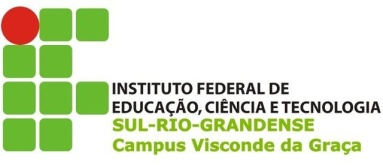 INSTITUTO FEDERAL DE
EDUCAÇÃO, CIÊNCIA E TECNOLOGIA
SUL-RIO-GRANDENSE
Campus Visconde da Graça